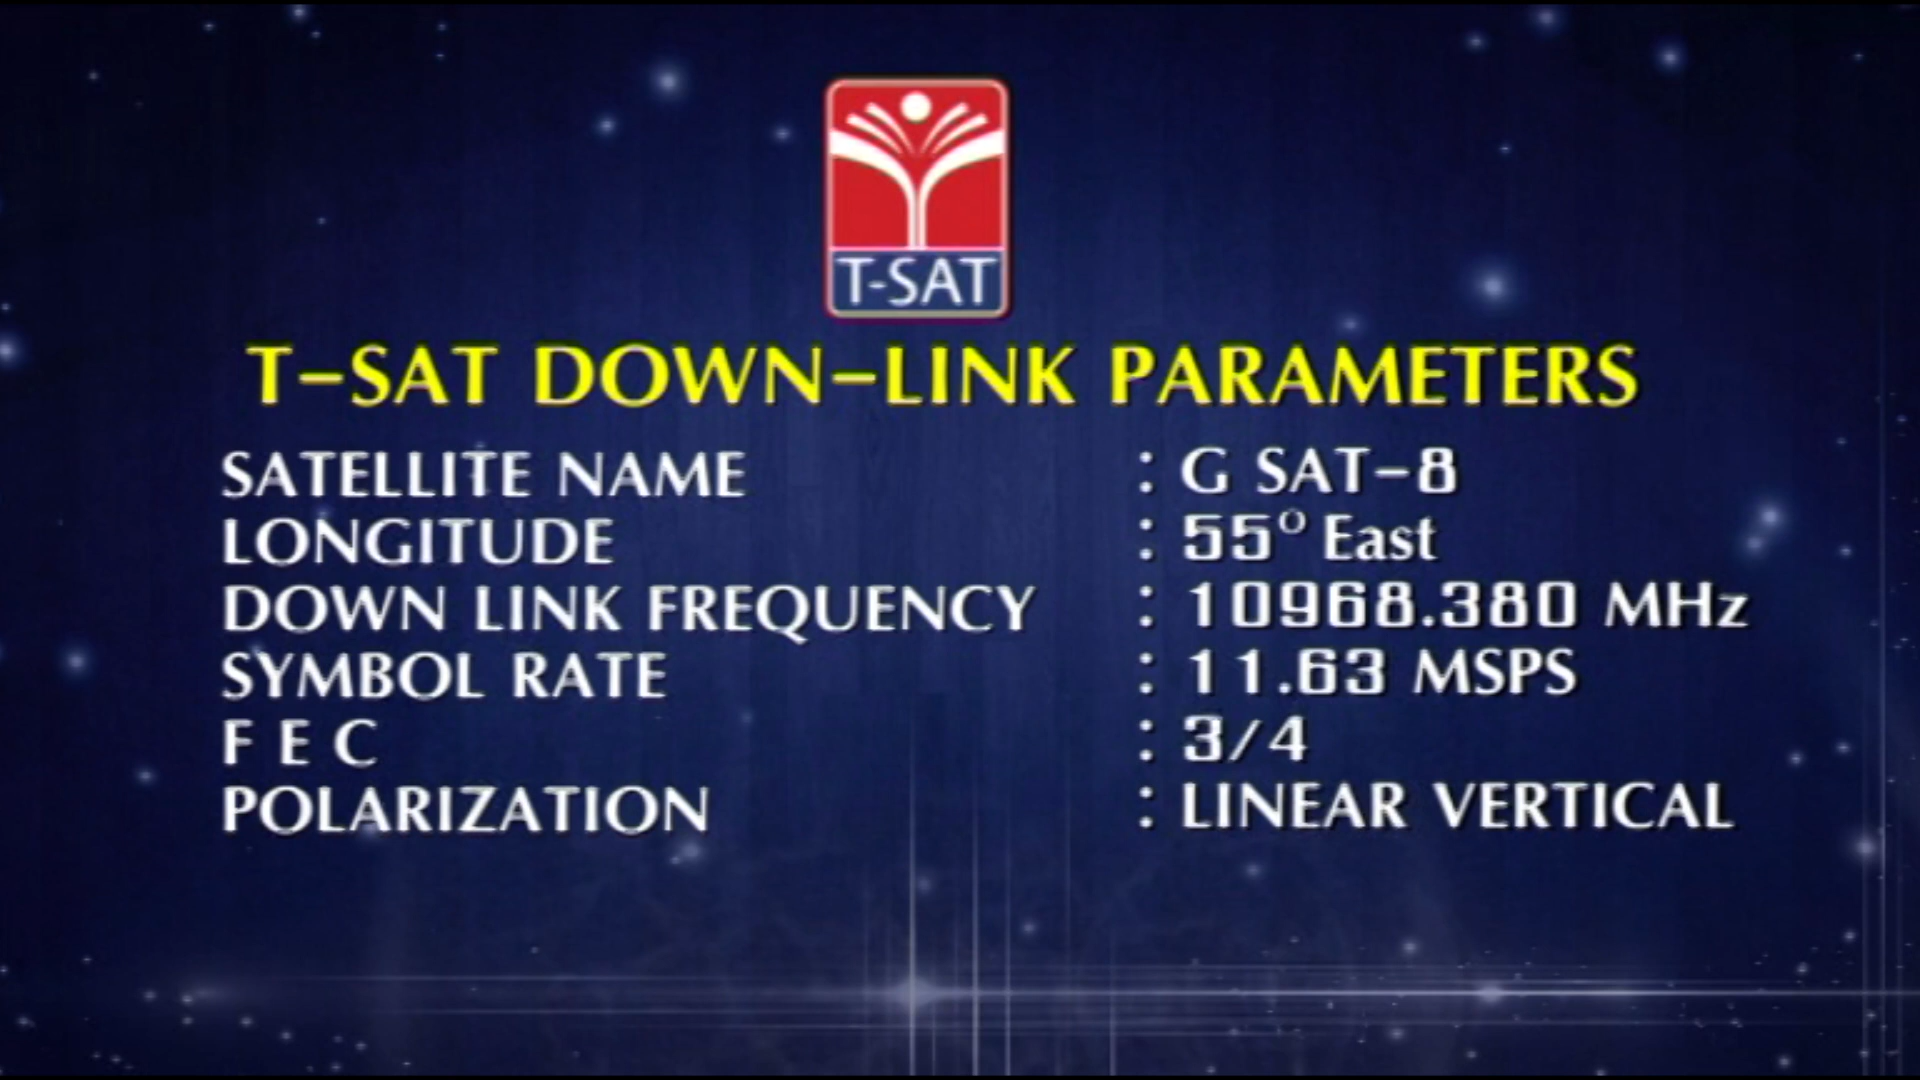 T-SAT
T-SAT DOWN-LINK PARAMETERS
SATELLITE NAME : G SAT-8
LONGITUDE : 55° East
DOWN LINK FREQUENCY : 10968.380 MHz
SYMBOL RATE : 11.63 MSPS
F E C : 3/4
POLARIZATION : LINEAR VERTICAL